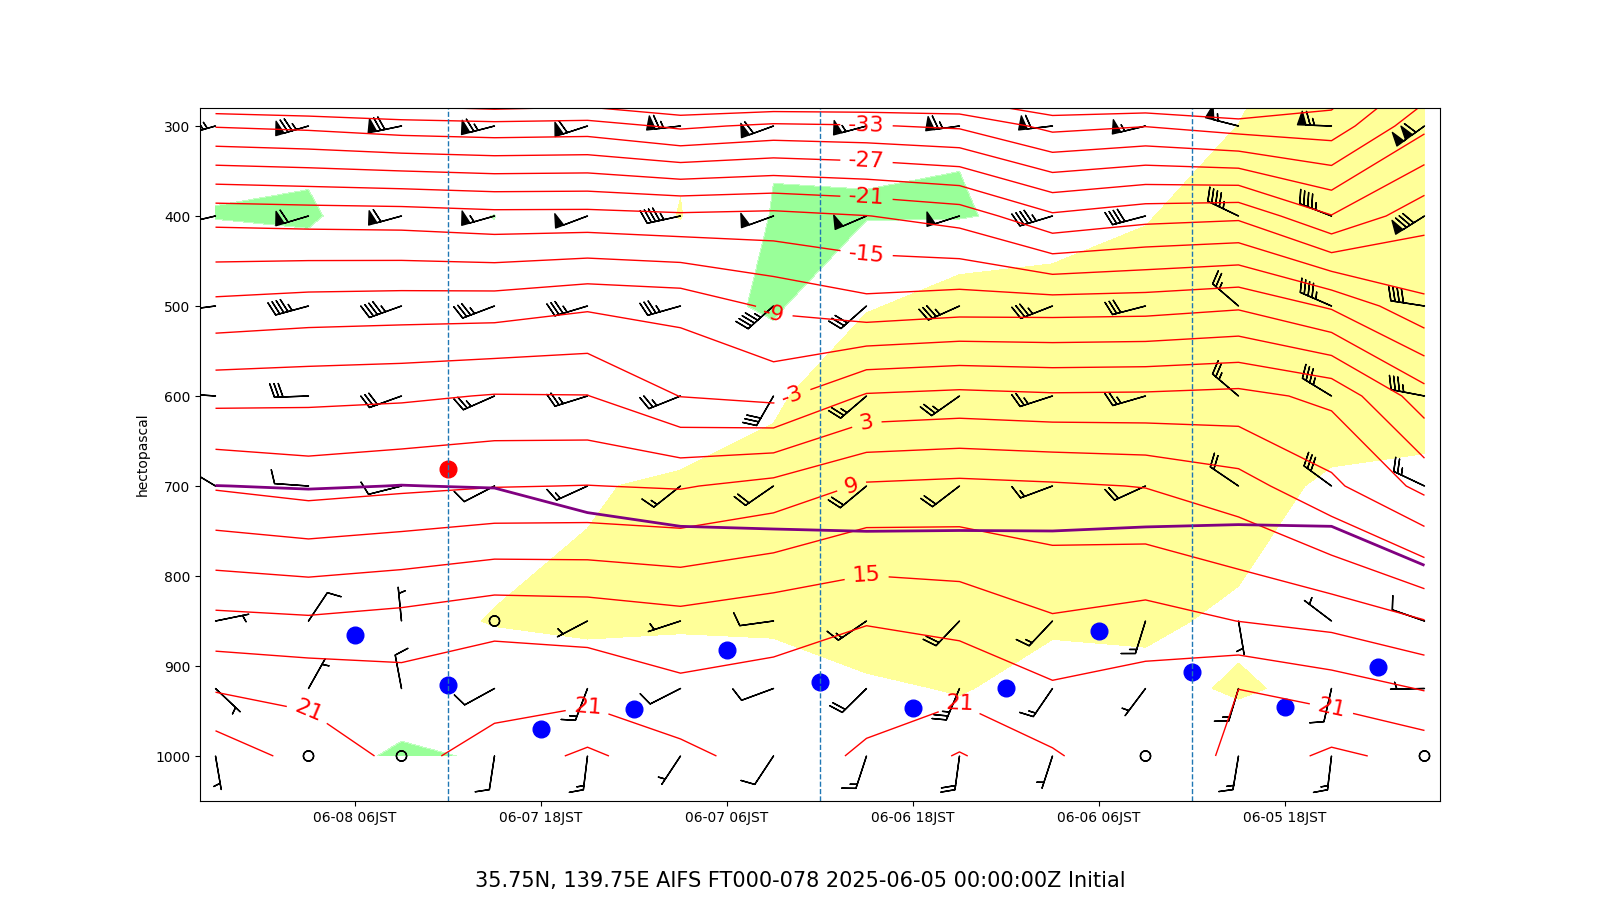 300
400
500
600
700
800
900
1000
hectopascal
-33
-27
-21
-15
-9
-3
3
9
15
21
21
21
21
06-08 06JST
06-07 18JST
06-07 06JST
06-06 18JST
06-06 06JST
06-05 18JST
35.75N, 139.75E AIFS FT000-078 2025-06-05 00:00:00Z Initial